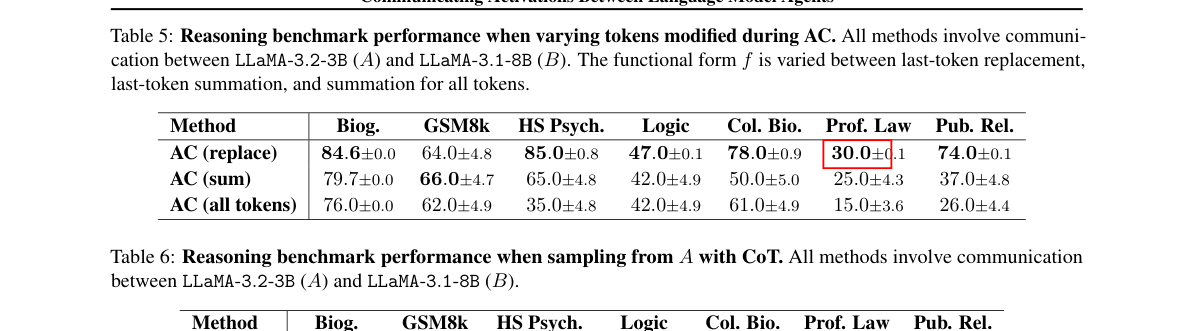 Communicating Activations Between Language Model Agents
Table 5: Reasoning benchmark performance when varying tokens modified during AC. All methods involve communi-
cation between LLaMA-3.2-3B (A) and LLaMA-3.1-8B (B). The functional form f is varied between last-token replacement,
last-token summation, and summation for all tokens.
Method Biog. GSM8k HS Psych. Logic Col. Bio. Prof. Law Pub. Rel.
AC (replace) 84.6±0.0 64.0±4.8 85.0±0.8 47.0±0.1 78.0±0.9 30.0±0.1 74.0±0.1
AC (sum) 79.7±0.0 66.0±4.7 65.0±4.8 42.0±4.9 50.0±5.0 25.0±4.3 37.0±4.8
AC (all tokens) 76.0±0.0 62.0±4.9 35.0±4.8 42.0±4.9 61.0±4.9 15.0±3.6 26.0±4.4
Table 6: Reasoning benchmark performance when sampling from A with CoT. All methods involve communication
between LLaMA-3.2-3B (A) and LLaMA-3.1-8B (B).
Method Biog. GSM8k HS Psych. Logic Col. Bio. Prof. Law Pub. Rel.